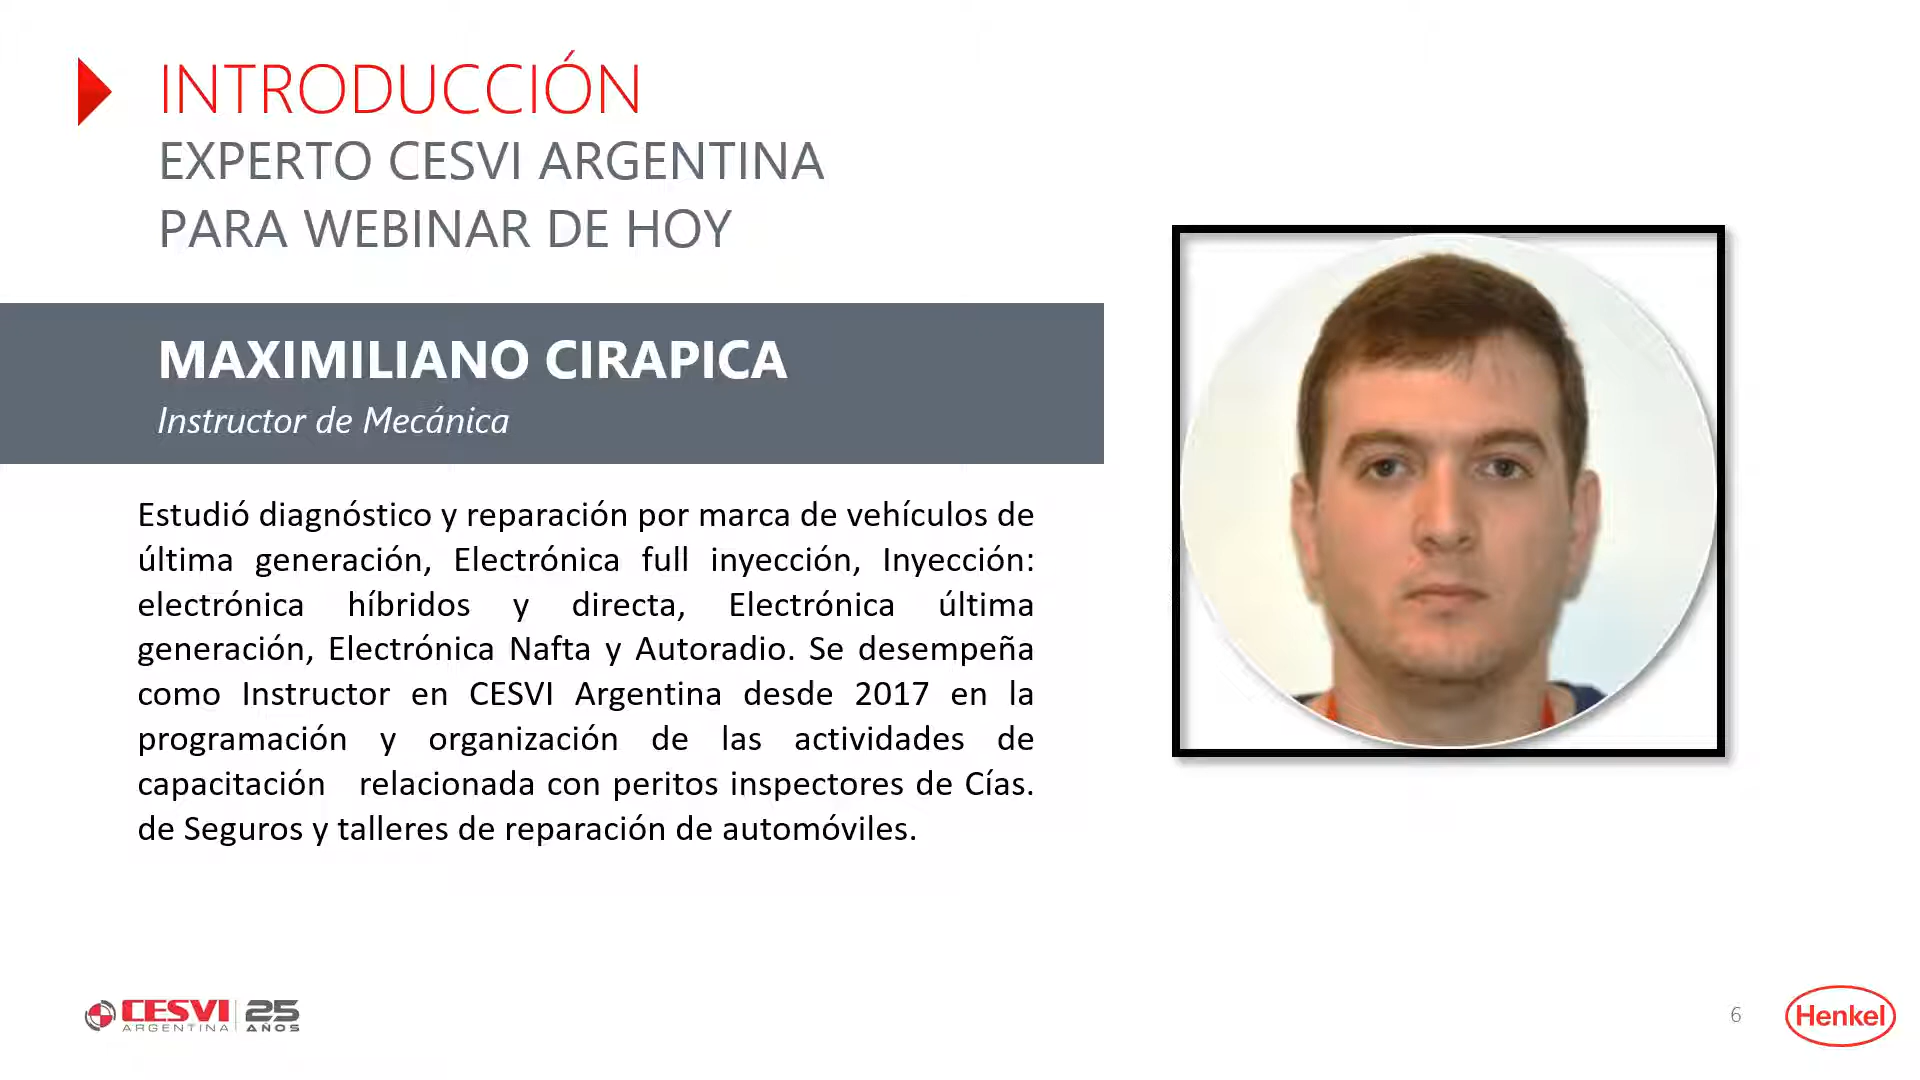 INTRODUCCIÓN
EXPERTO CESVI ARGENTINA
PARA WEBINAR DE HOY
MAXIMILIANO CIRAPICA
Instructor de Mecánica
Estudió diagnóstico y reparación por marca de vehículos de
última generación, Electrónica full inyección, Inyección:
electrónica híbridos y directa, Electrónica última
generación, Electrónica Nafta y Autoradio. Se desempeña
como Instructor en CESVI Argentina desde 2017 en la
programación y organización de las actividades de
capacitación relacionada con peritos inspectores de Cías.
de Seguros y talleres de reparación de automóviles.
CESVI
ARGENTINA
25
AÑOS
6
Henkel